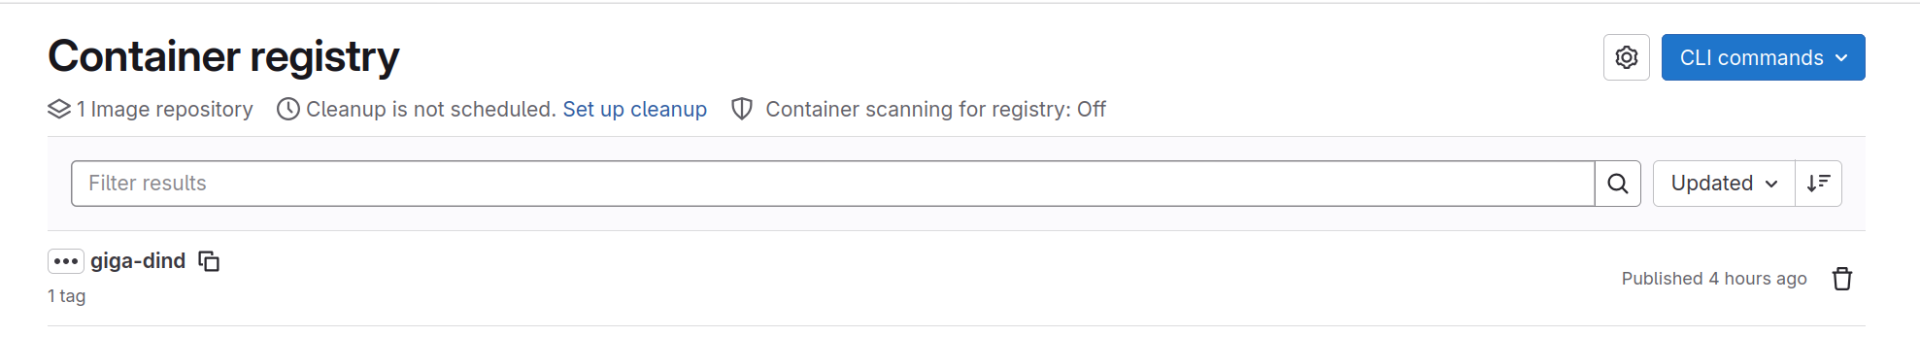 Container registry
CLI commands
1 Image repository Cleanup is not scheduled. Set up cleanup Container scanning for registry: Off
Filter results
Updated
giga-dind
1 tag
Published 4 hours ago